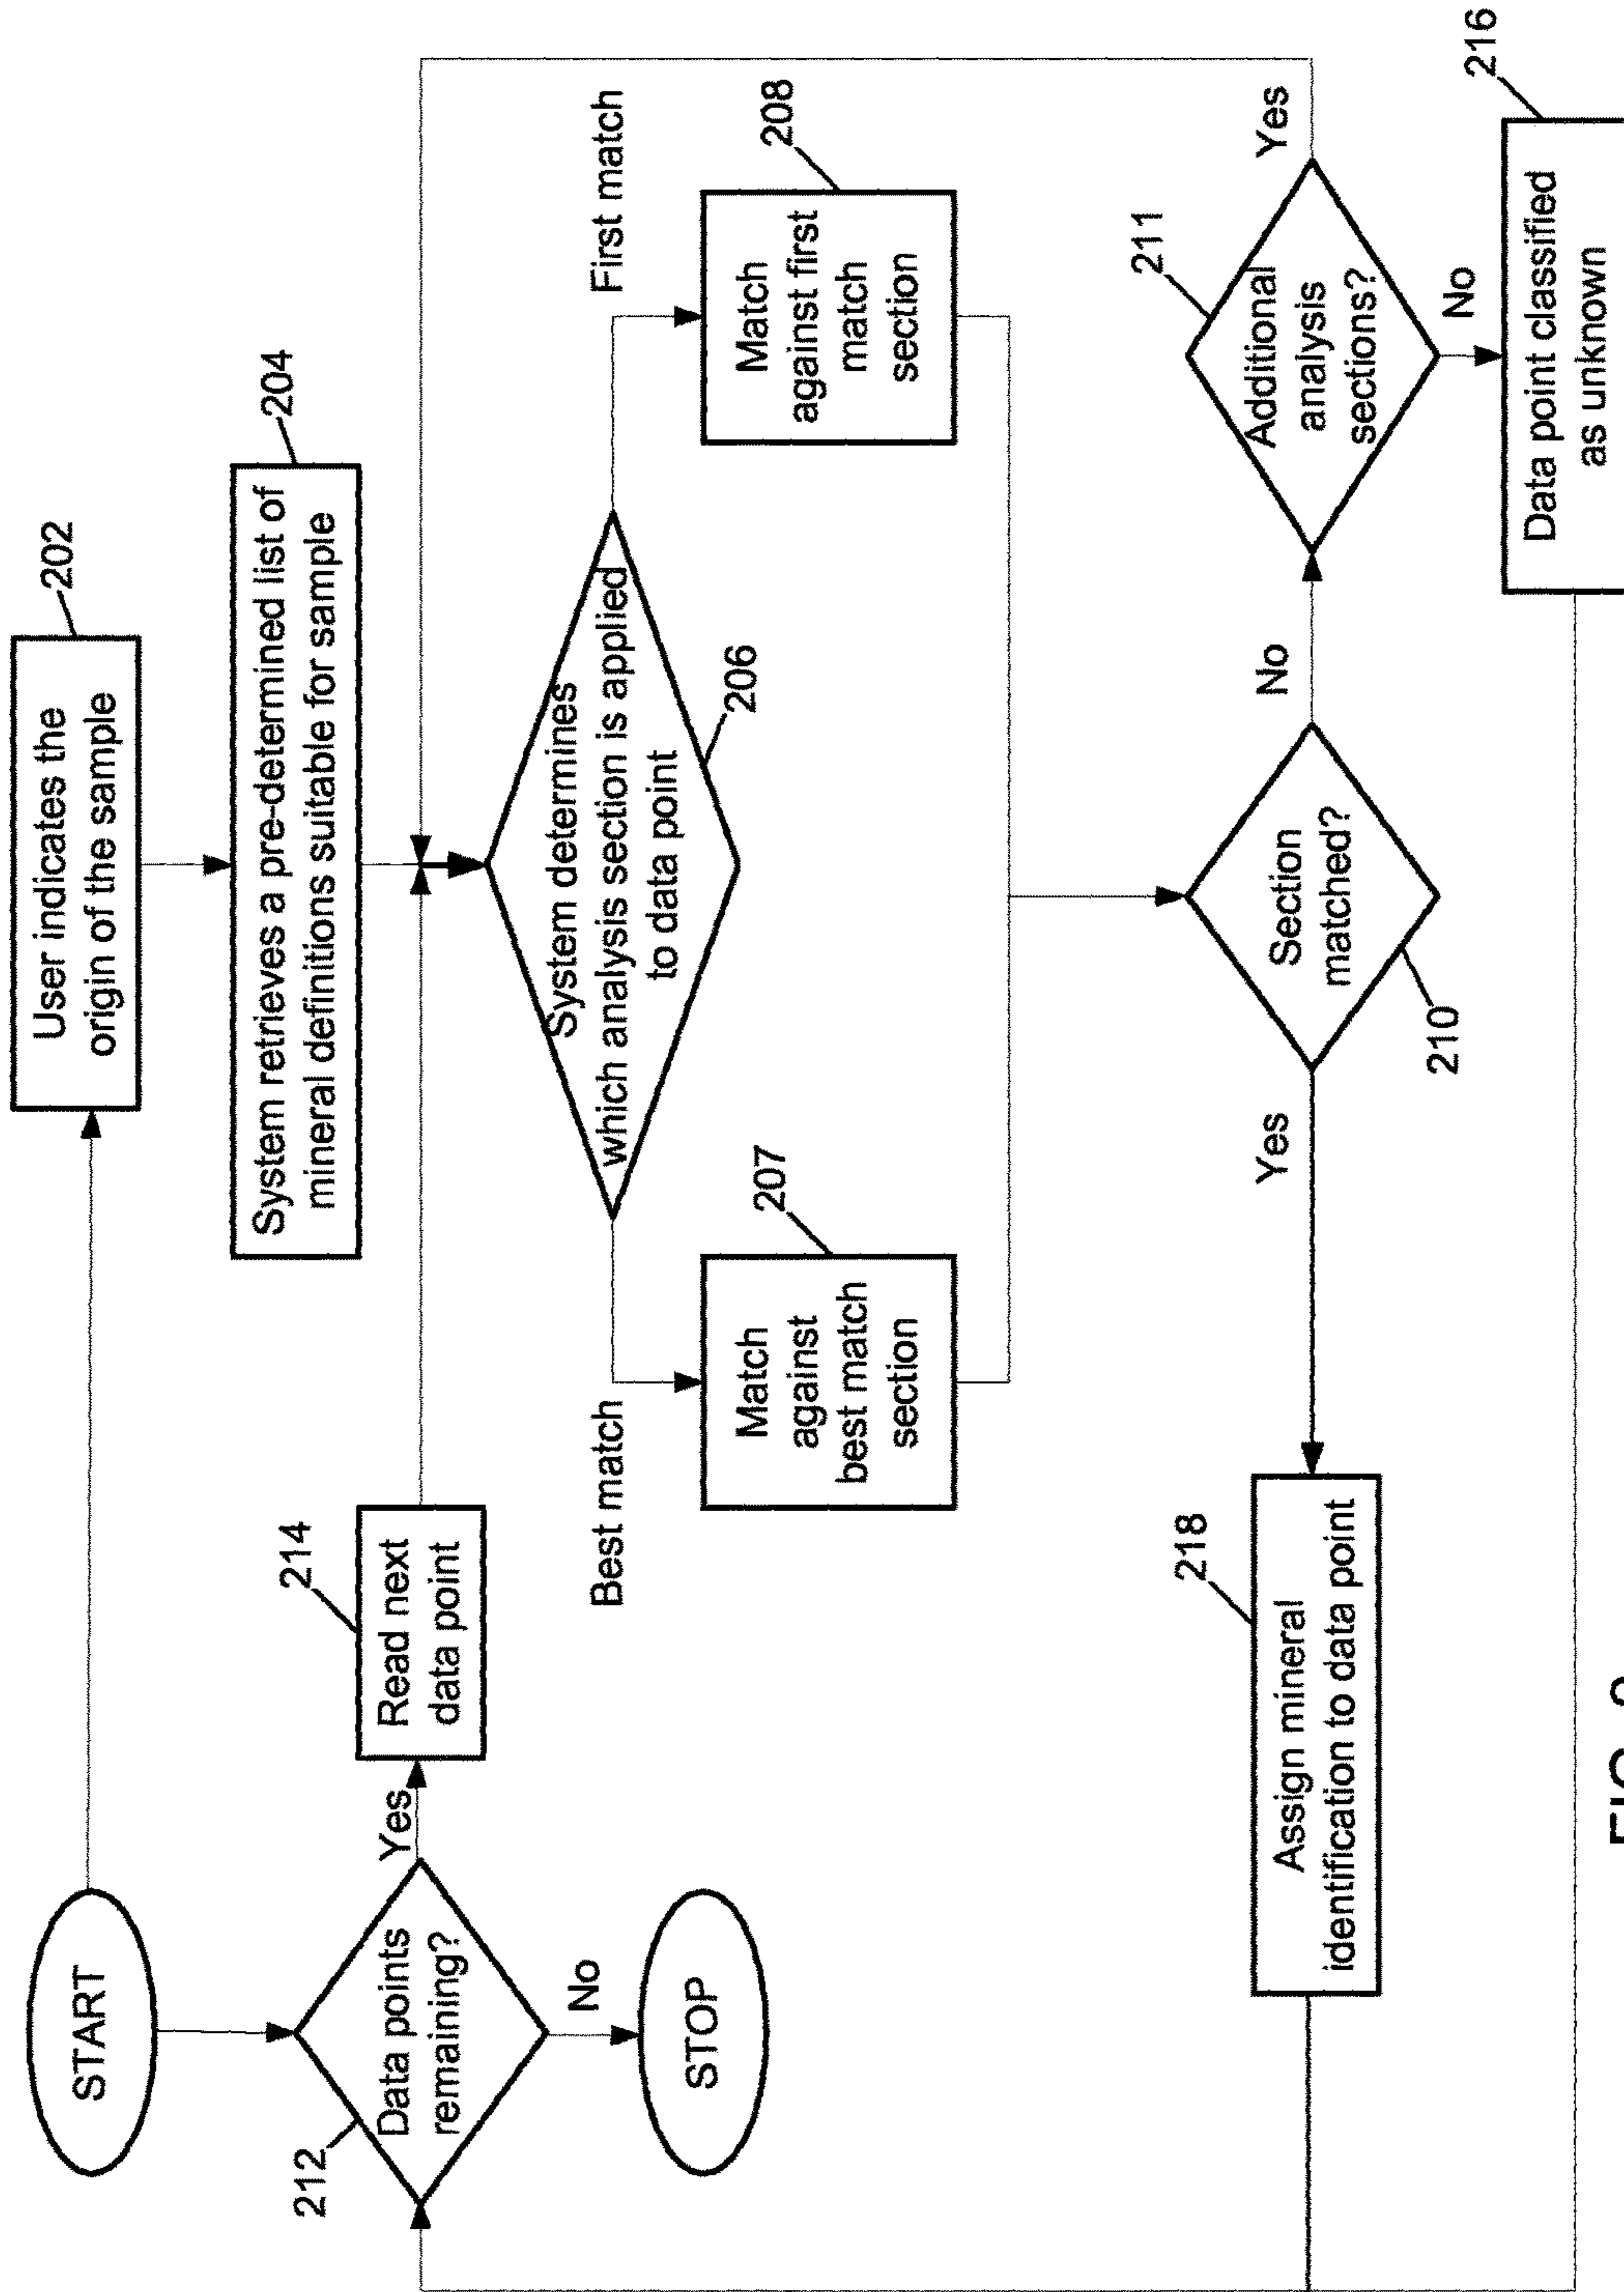 START
User indicates the
origin of the sample
202
System retrieves a pre-determined list of
mineral definitions suitable for sample
204
Data points
remaining?
212
Yes
No
STOP
Read next
data point
214
System determines
which analysis section is applied
to data point
206
Best match
First match
Match
against
best match
section
207
Match
against first
match
section
208
Section
matched?
210
Yes
No
Additional
analysis
sections?
211
Yes
No
Assign mineral
identification to data point
218
Data point classified
as unknown
216
FIG.